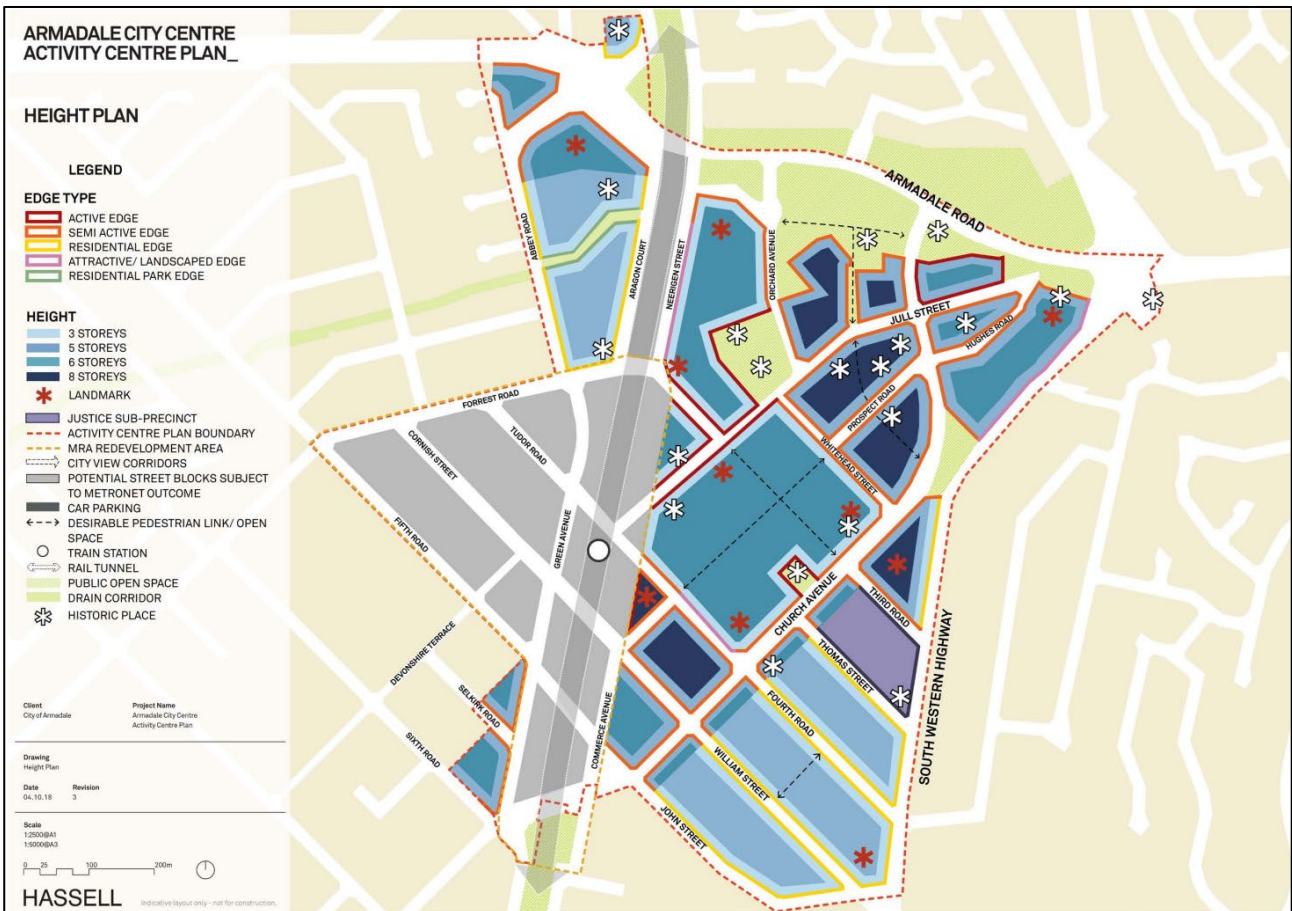 ARMADALE CITY CENTRE
ACTIVITY CENTRE PLAN_
HEIGHT PLAN
LEGEND
EDGE TYPE
ACTIVE EDGE
SEMI ACTIVE EDGE
RESIDENTIAL EDGE
ATTRACTIVE/ LANDSCAPED EDGE
RESIDENTIAL PARK EDGE
HEIGHT
3 STOREYS
5 STOREYS
6 STOREYS
8 STOREYS
LANDMARK
JUSTICE SUB-PRECINCT
ACTIVITY CENTRE PLAN BOUNDARY
MRA REDEVELOPMENT AREA
CITY VIEW CORRIDORS
POTENTIAL STREET BLOCKS SUBJECT
TO METRONET OUTCOME
CAR PARKING
DESIRABLE PEDESTRIAN LINK/ OPEN
SPACE
TRAIN STATION
RAIL TUNNEL
PUBLIC OPEN SPACE
DRAIN CORRIDOR
HISTORIC PLACE
Client
City of Armadale
Project Name
Armadale City Centre
Activity Centre Plan
Drawing
Height Plan
Date
04.10.18
Revision
3
Scale
1:2500@A1
1:5000@A3
0 25 100 200m
HASSELL
Indicative layout only - not for construction.
ARMADALE ROAD
ABBEY ROAD
ARAGON COURT
NEERIGEN STREET
ORCHARD AVENUE
JULL STREET
HUGHES ROAD
PROSPECT ROAD
WHITEHEAD STREET
FORREST ROAD
CORNISH STREET
TUDOR ROAD
FIFTH ROAD
GREEN AVENUE
CHURCH AVENUE
THIRD ROAD
THOMAS STREET
FOURTH ROAD
WILLIAM STREET
JOHN STREET
SOUTH WESTERN HIGHWAY
DEVONSHIRE TERRACE
SELKIRK ROAD
SIXTH ROAD
COMMERCE AVENUE